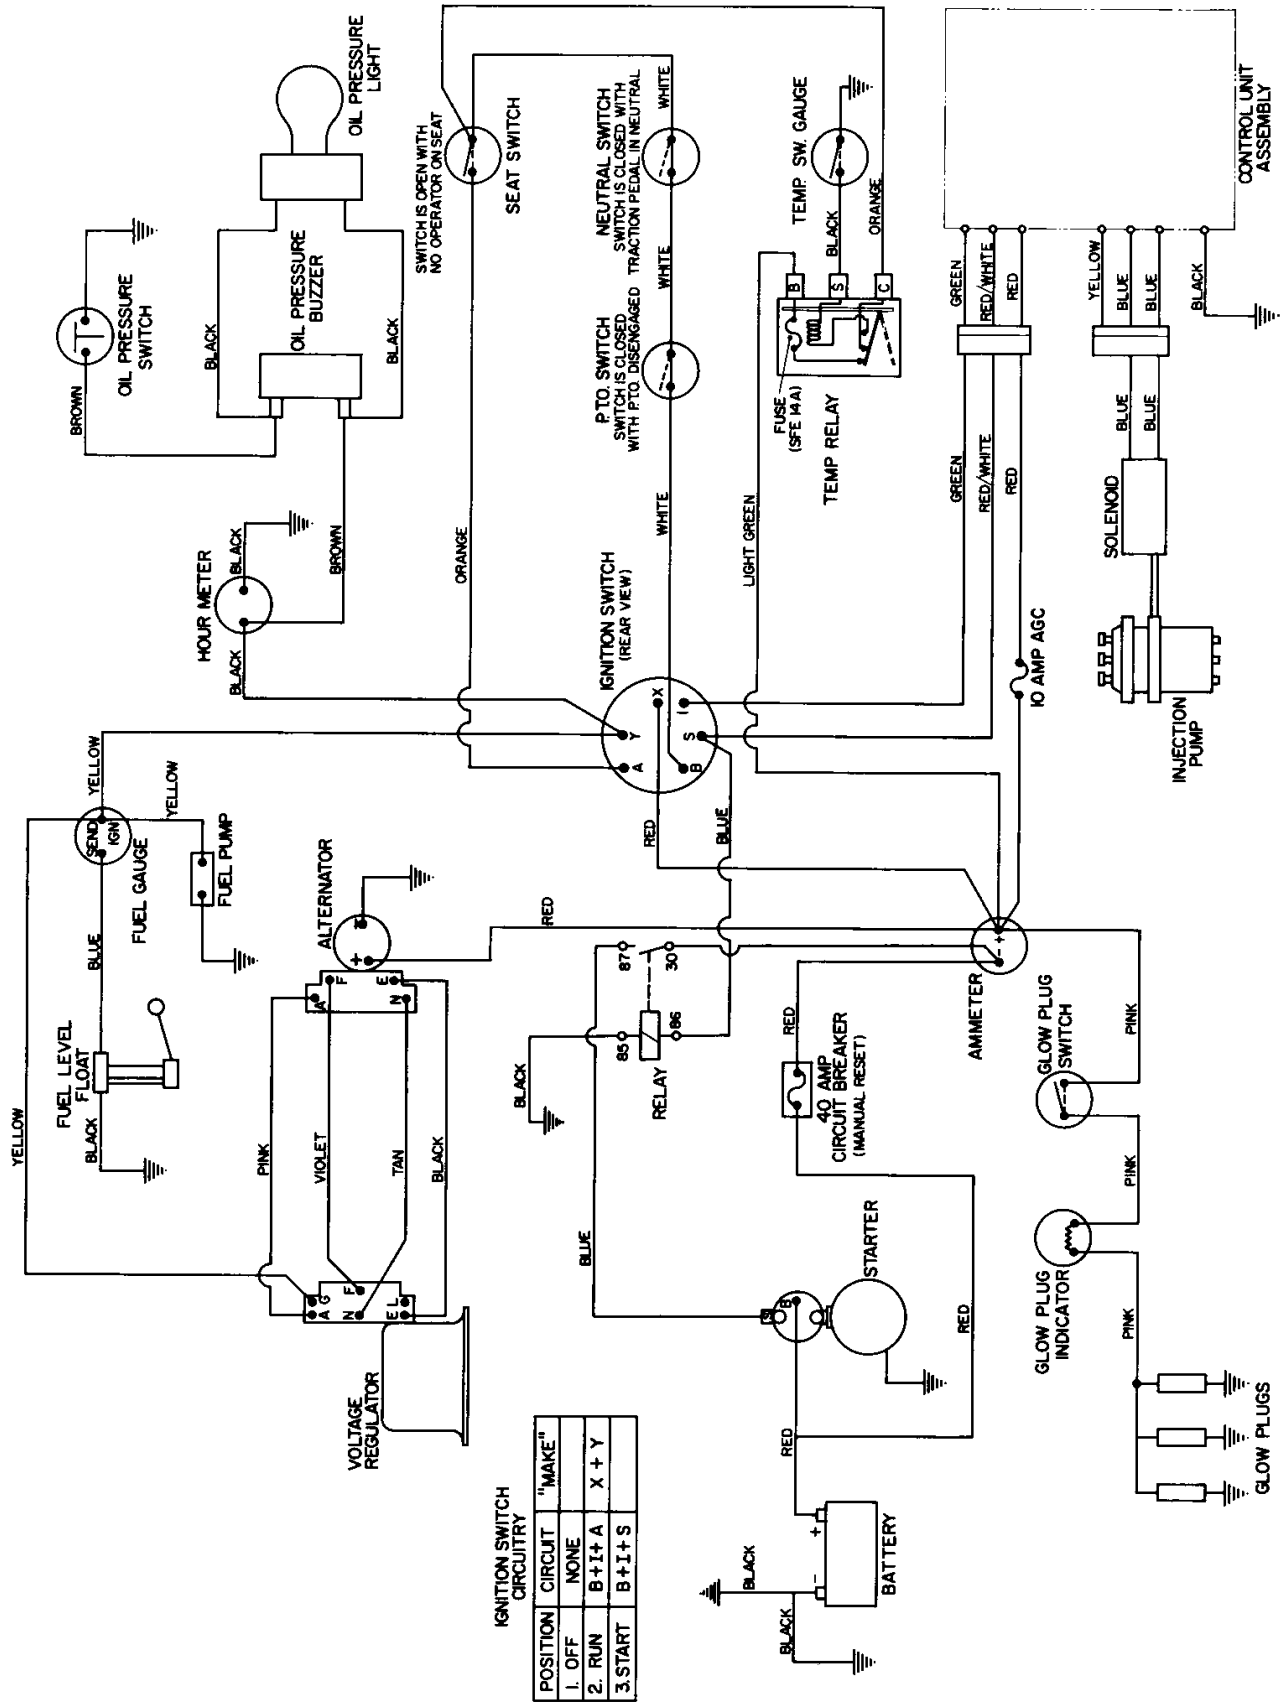 OIL PRESSURE
LIGHT
OIL PRESSURE
BUZZER
OIL PRESSURE
SWITCH
BLACK
BLACK
BROWN
BROWN
HOUR METER
BLACK
BLACK
SWITCH IS OPEN WITH
NO OPERATOR ON SEAT
SEAT SWITCH
ORANGE
NEUTRAL SWITCH
SWITCH IS CLOSED WITH
TRACTION PEDAL IN NEUTRAL
WHITE
WHITE
P.T.O. SWITCH
SWITCH IS CLOSED
WITH P.T.O. DISENGAGED
WHITE
IGNITION SWITCH
(REAR VIEW)
A
Y
X
B
S
I
TEMP. SW. GAUGE
BLACK
ORANGE
B
S
C
FUSE
(SFE 14A)
TEMP RELAY
LIGHT GREEN
CONTROL UNIT
ASSEMBLY
GREEN
RED/WHITE
RED
YELLOW
BLUE
BLUE
BLACK
GREEN
RED/WHITE
RED
BLUE
BLUE
SOLENOID
INJECTION
PUMP
10 AMP AGC
YELLOW
YELLOW
SEND
IGN
FUEL GAUGE
FUEL PUMP
BLUE
FUEL LEVEL
FLOAT
BLACK
YELLOW
ALTERNATOR
+
F
E
A
N
PINK
VIOLET
TAN
BLACK
G
F
L
A
N
E
VOLTAGE
REGULATOR
RED
RED
BLUE
87
30
85
86
RELAY
BLACK
BLUE
AMMETER
+
-
RED
40 AMP
CIRCUIT BREAKER
(MANUAL RESET)
GLOW PLUG
SWITCH
PINK
PINK
GLOW PLUG
INDICATOR
PINK
GLOW PLUGS
STARTER
S
B
RED
RED
BATTERY
+
-
BLACK
BLACK
IGNITION SWITCH
CIRCUITRY
POSITION CIRCUIT "MAKE"
1. OFF NONE
2. RUN B+I+A X+Y
3. START B+I+S